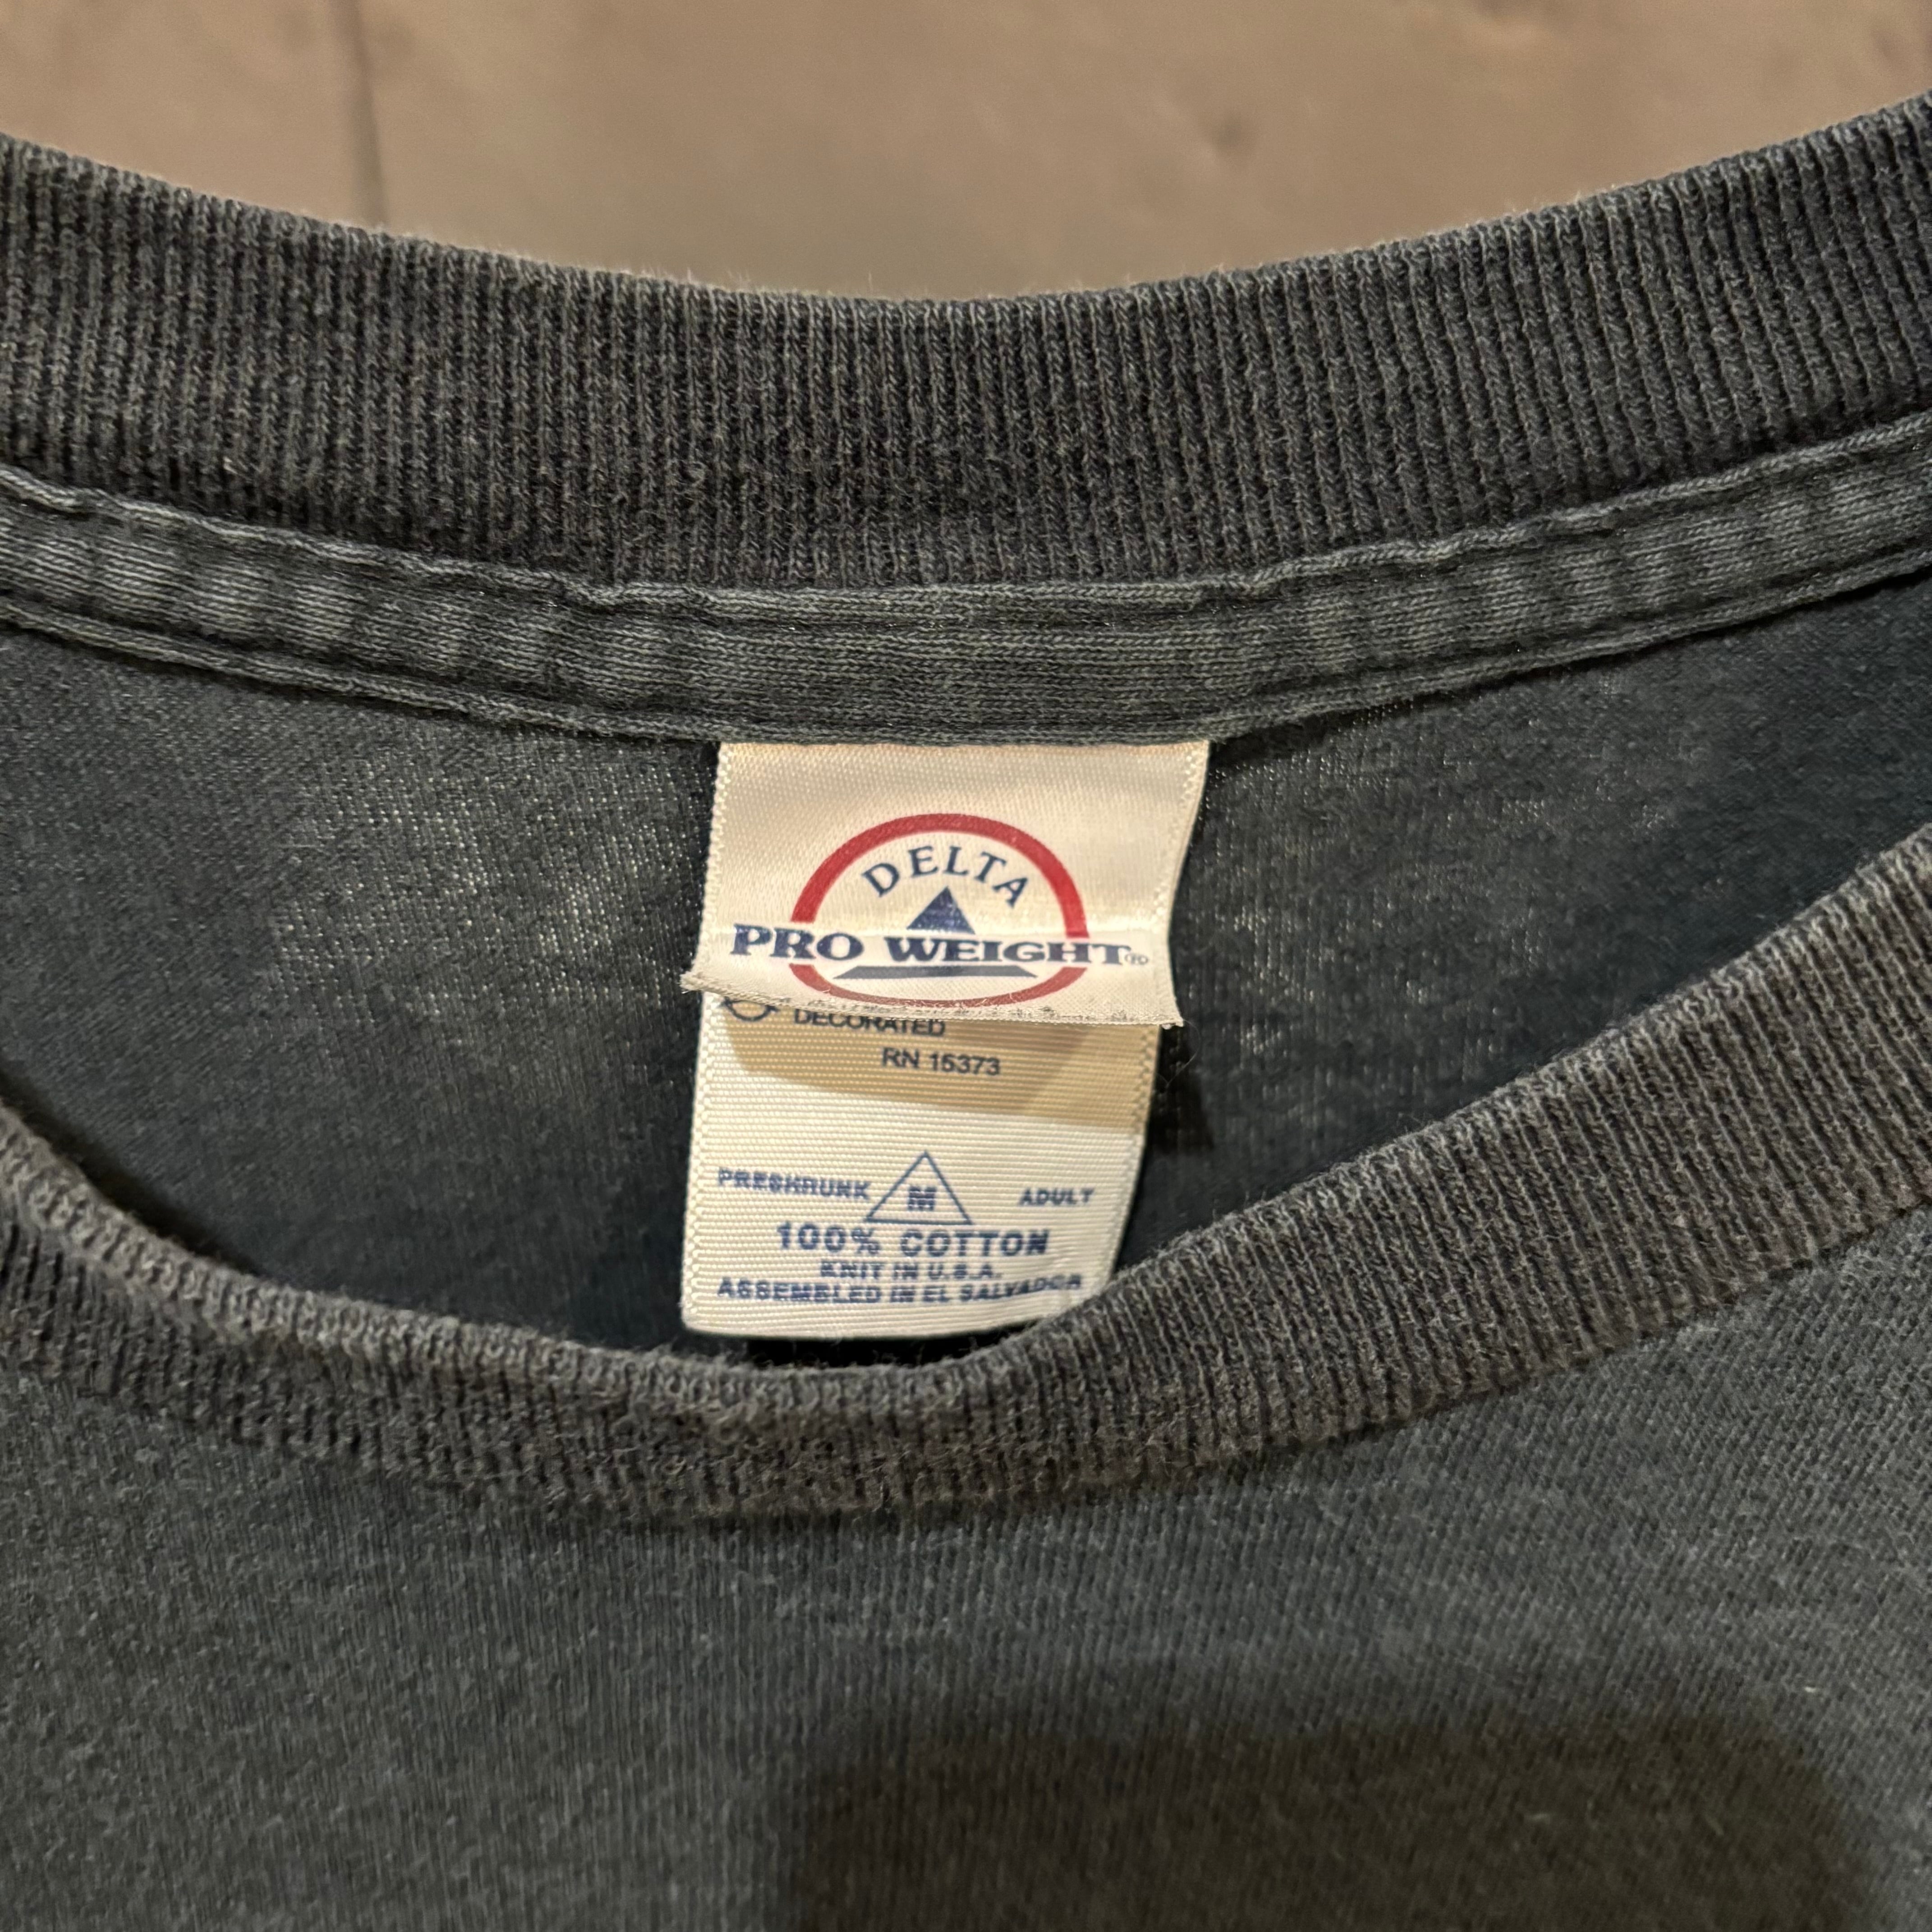 DELTA
PRO WEIGHT®
DECORATED
RN 15373
PRESHRUNK M ADULT
100% COTTON
KNIT IN U.S.A.
ASSEMBLED IN EL SALVADOR